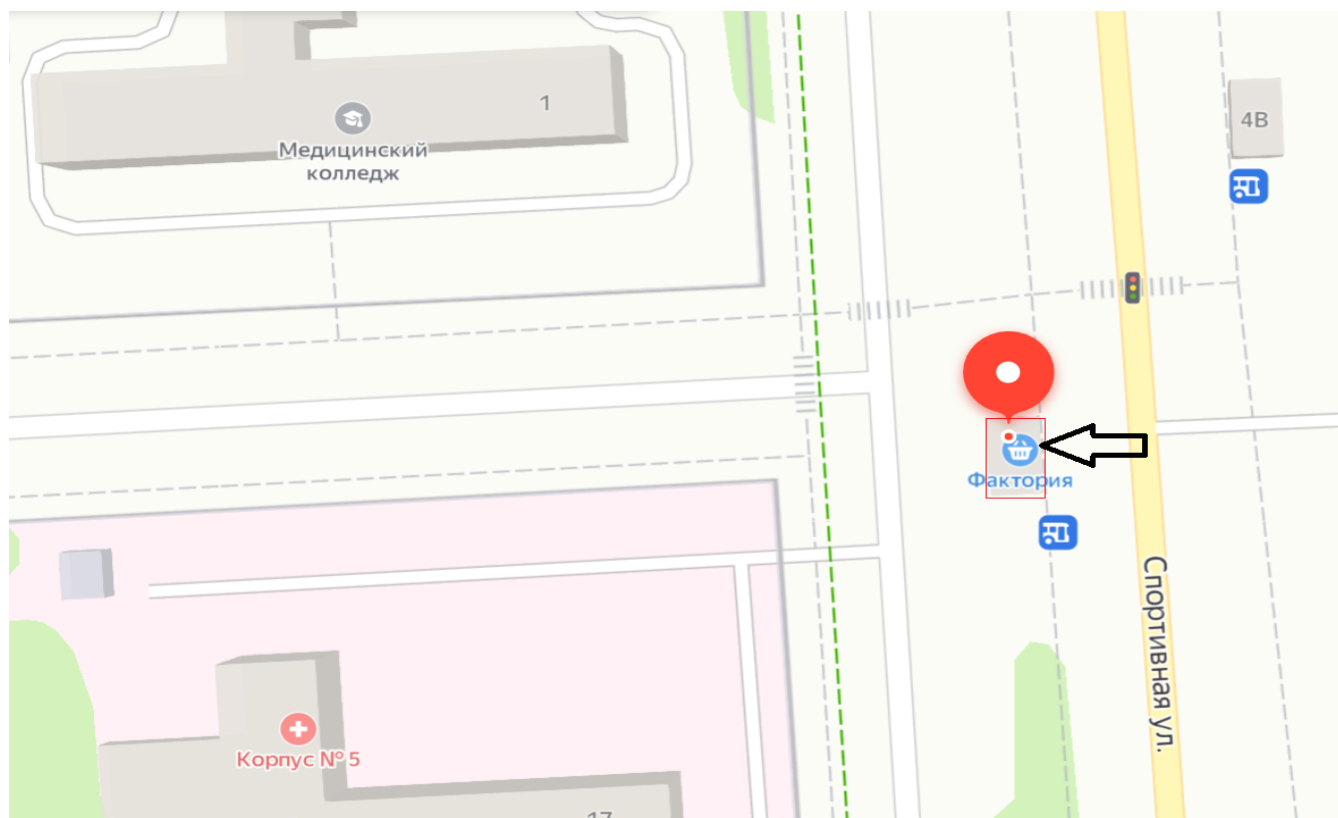 1
Медицинский
колледж
4В
Фактория
Спортивная ул.
Корпус № 5
17